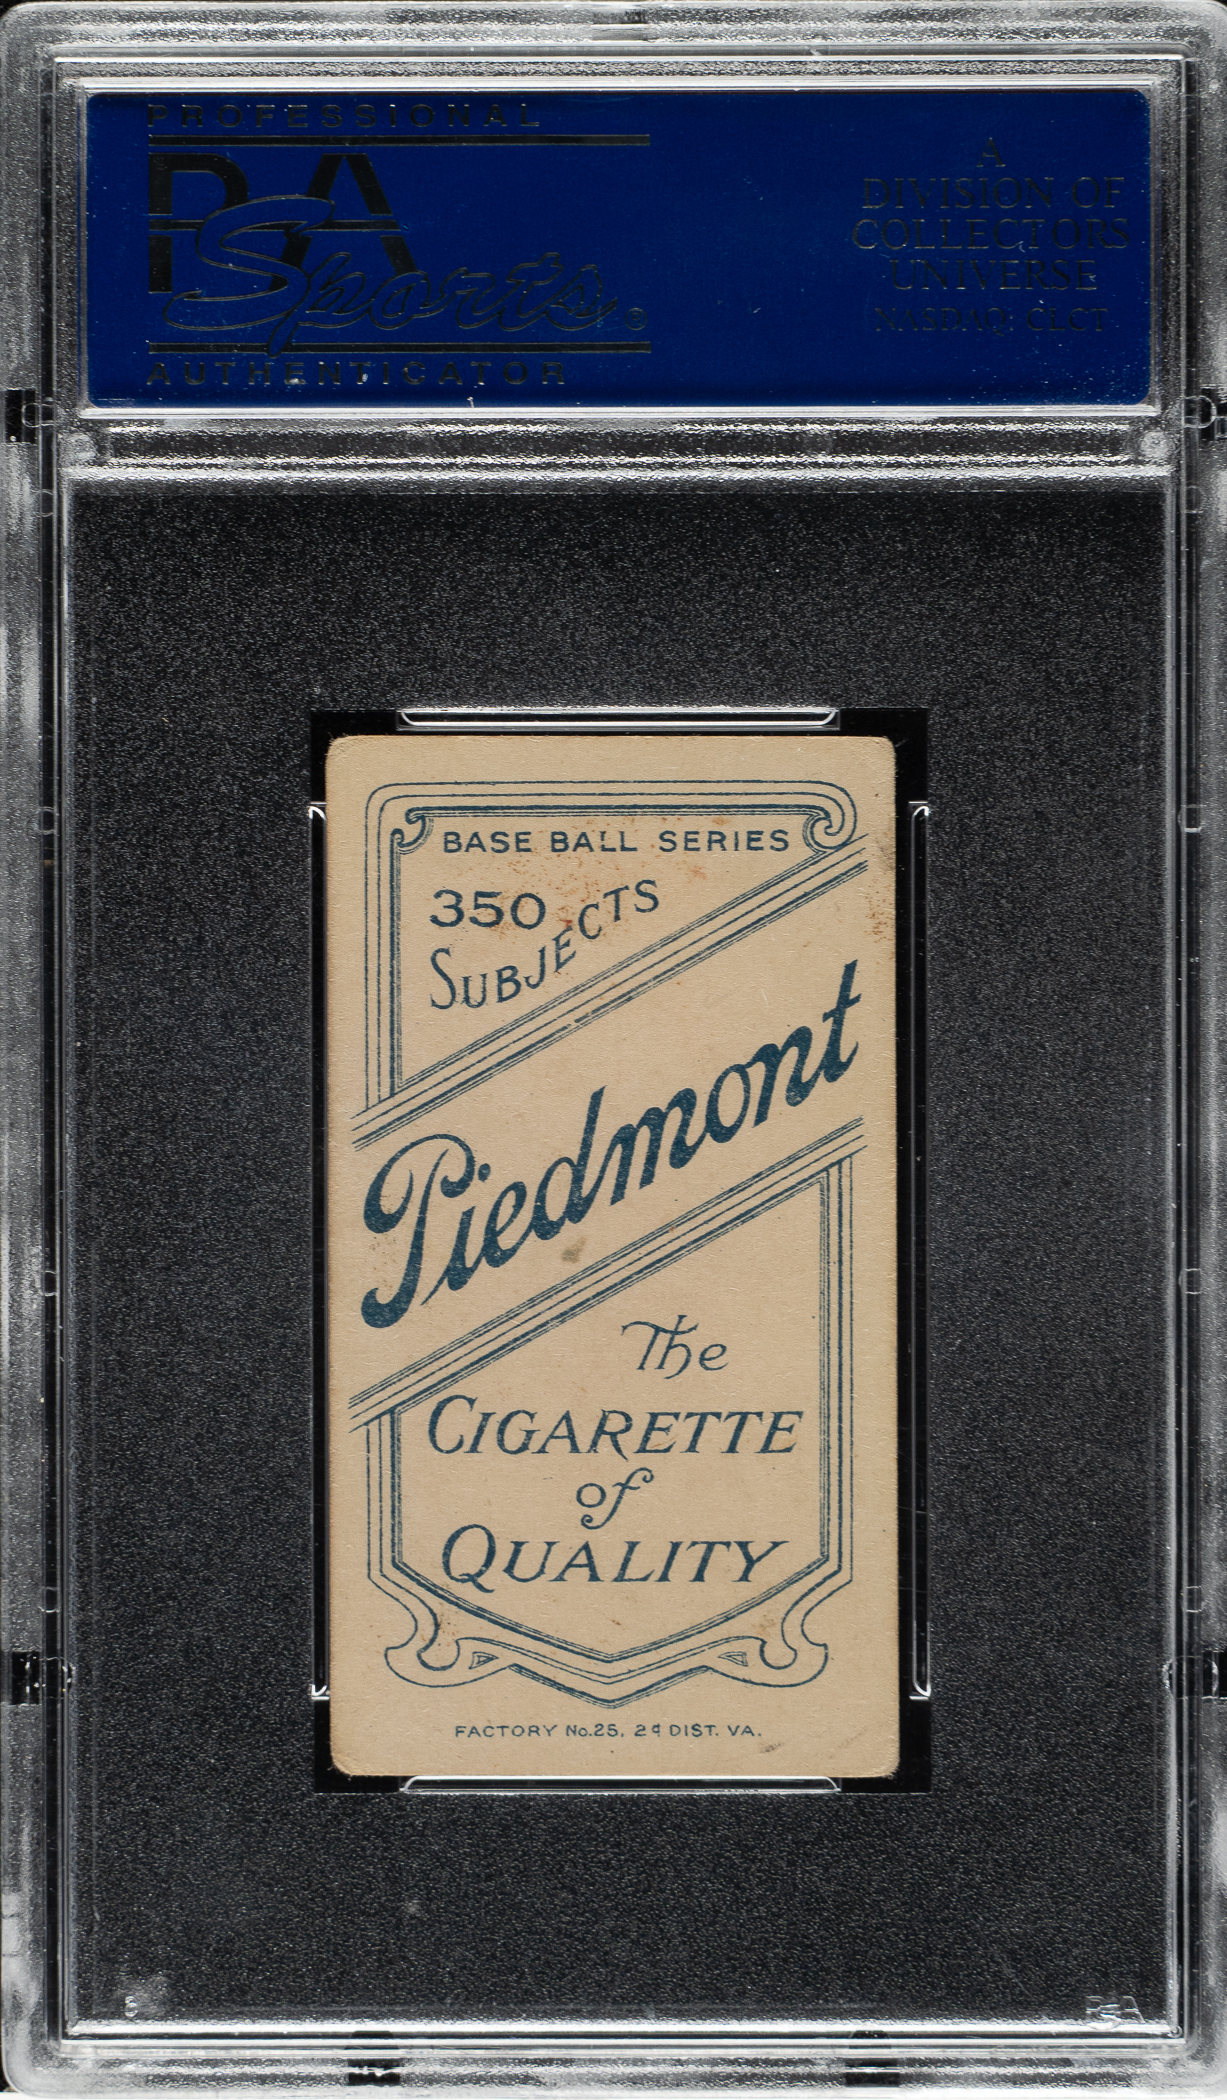 PROFESSIONAL
PSA
Sports®
AUTHENTICATOR
A
DIVISION OF
COLLECTORS
UNIVERSE
NASDAQ: CLCT
BASE BALL SERIES
350
SUBJECTS
Piedmont
The
CIGARETTE
of
QUALITY
FACTORY No.25. 2d DIST. VA.
PSA